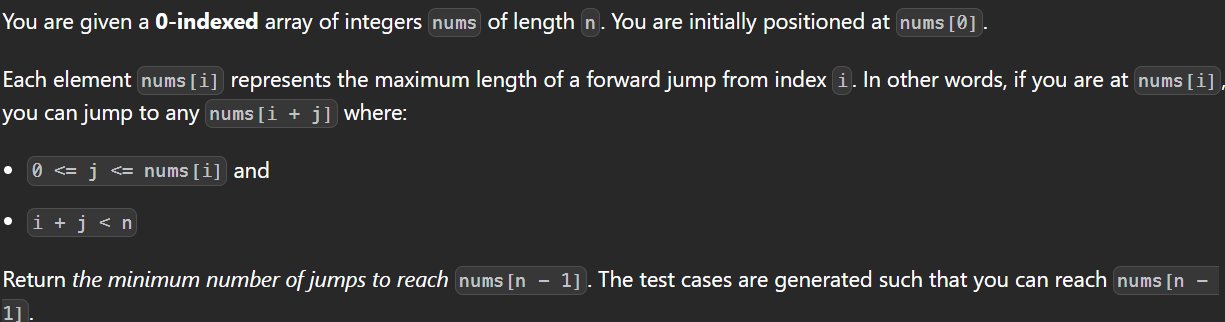 You are given a 0-indexed array of integers nums of length n. You are initially positioned at nums[0].
Each element nums[i] represents the maximum length of a forward jump from index i. In other words, if you are at nums[i],
you can jump to any nums[i + j] where:
• 0 <= j <= nums[i] and
• i + j < n
Return the minimum number of jumps to reach nums[n - 1]. The test cases are generated such that you can reach nums[n -
1].